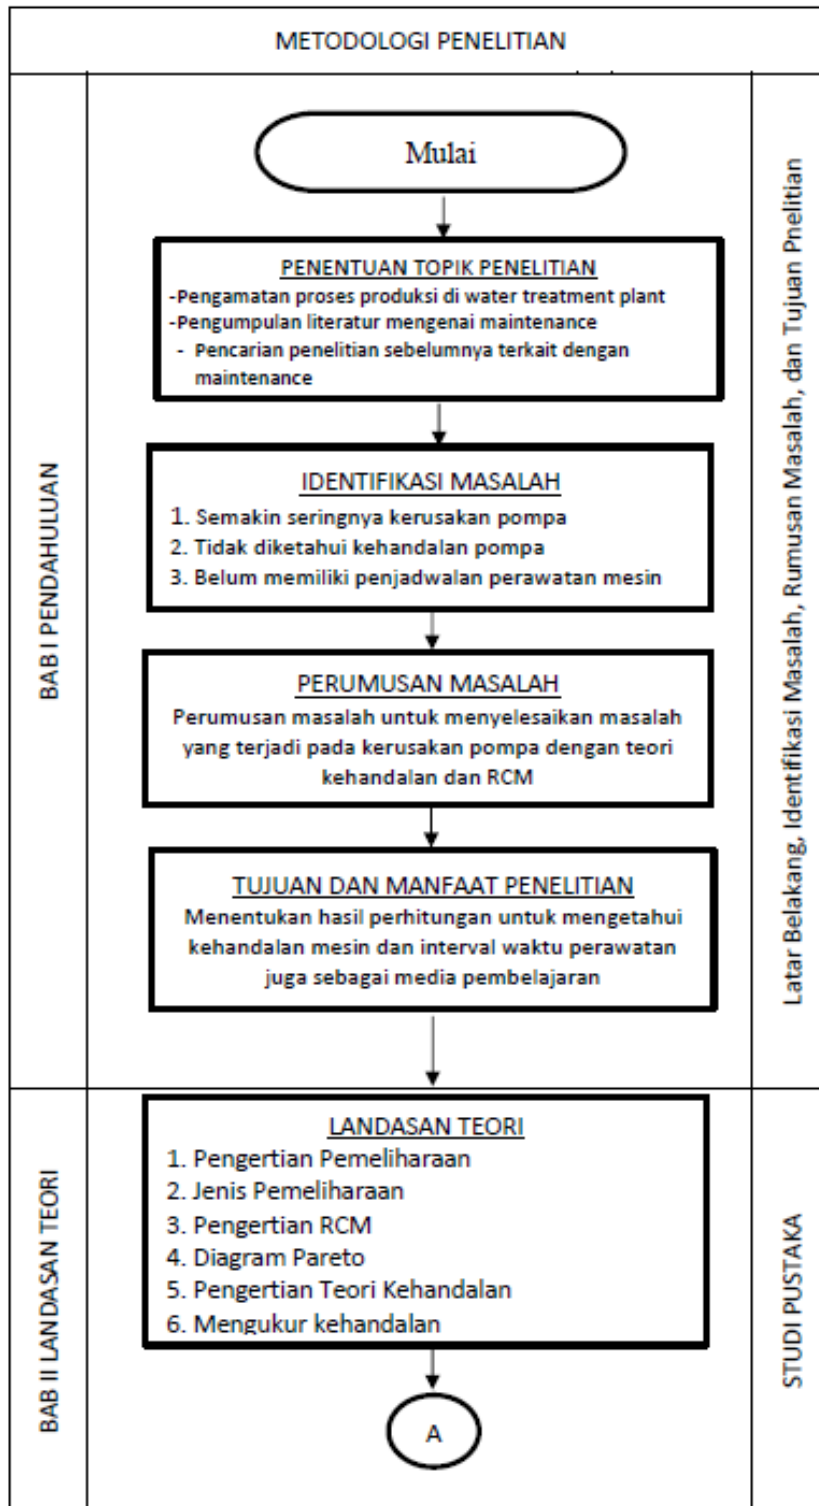 METODOLOGI PENELITIAN
BAB I PENDAHULUAN
Mulai
PENENTUAN TOPIK PENELITIAN
-Pengamatan proses produksi di water treatment plant
-Pengumpulan literatur mengenai maintenance
- Pencarian penelitian sebelumnya terkait dengan
maintenance
IDENTIFIKASI MASALAH
1. Semakin seringnya kerusakan pompa
2. Tidak diketahui kehandalan pompa
3. Belum memiliki penjadwalan perawatan mesin
PERUMUSAN MASALAH
Perumusan masalah untuk menyelesaikan masalah
yang terjadi pada kerusakan pompa dengan teori
kehandalan dan RCM
TUJUAN DAN MANFAAT PENELITIAN
Menentukan hasil perhitungan untuk mengetahui
kehandalan mesin dan interval waktu perawatan
juga sebagai media pembelajaran
Latar Belakang, Identifikasi Masalah, Rumusan Masalah, dan Tujuan Pnelitian
BAB II LANDASAN TEORI
LANDASAN TEORI
1. Pengertian Pemeliharaan
2. Jenis Pemeliharaan
3. Pengertian RCM
4. Diagram Pareto
5. Pengertian Teori Kehandalan
6. Mengukur kehandalan
A
STUDI PUSTAKA